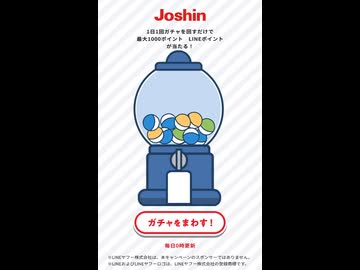 Joshin
1日1回ガチャを回すだけで
最大1000ポイント　LINEポイント
が当たる！
ガチャをまわす！
毎日0時更新
※LINEヤフー株式会社は、本キャンペーンのスポンサーではありません。
※LINEおよびLINEヤフーロゴは、LINEヤフー株式会社の登録商標です。